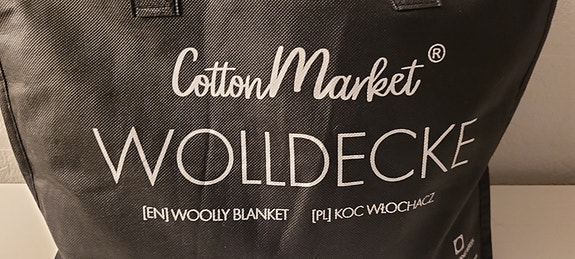 CottonMarket®
WOLLDECKE
[EN] WOOLLY BLANKET [PL] KOC WŁOCHACZ